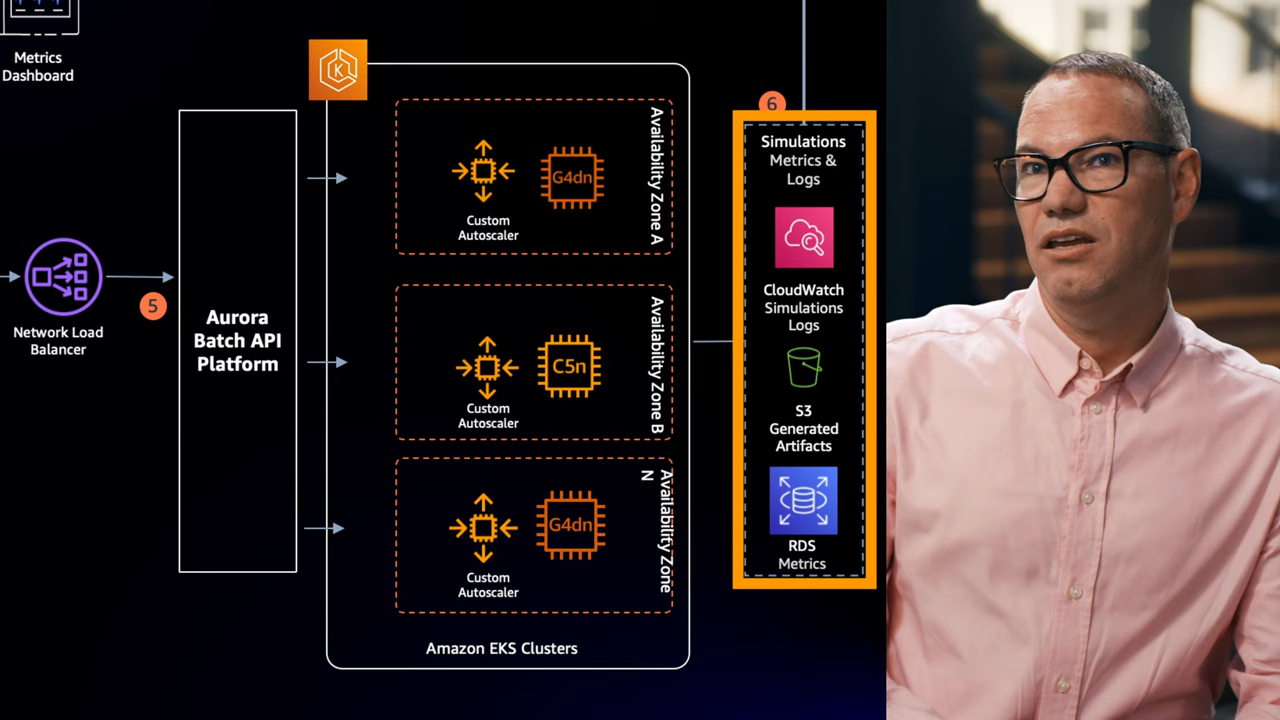 Metrics
Dashboard
Network Load
Balancer
5
Aurora
Batch API
Platform
K
Availability Zone A
G4dn
Custom
Autoscaler
Availability Zone B
C5n
Custom
Autoscaler
Availability Zone
N
G4dn
Custom
Autoscaler
Amazon EKS Clusters
6
Simulations
Metrics &
Logs
CloudWatch
Simulations
Logs
S3
Generated
Artifacts
RDS
Metrics